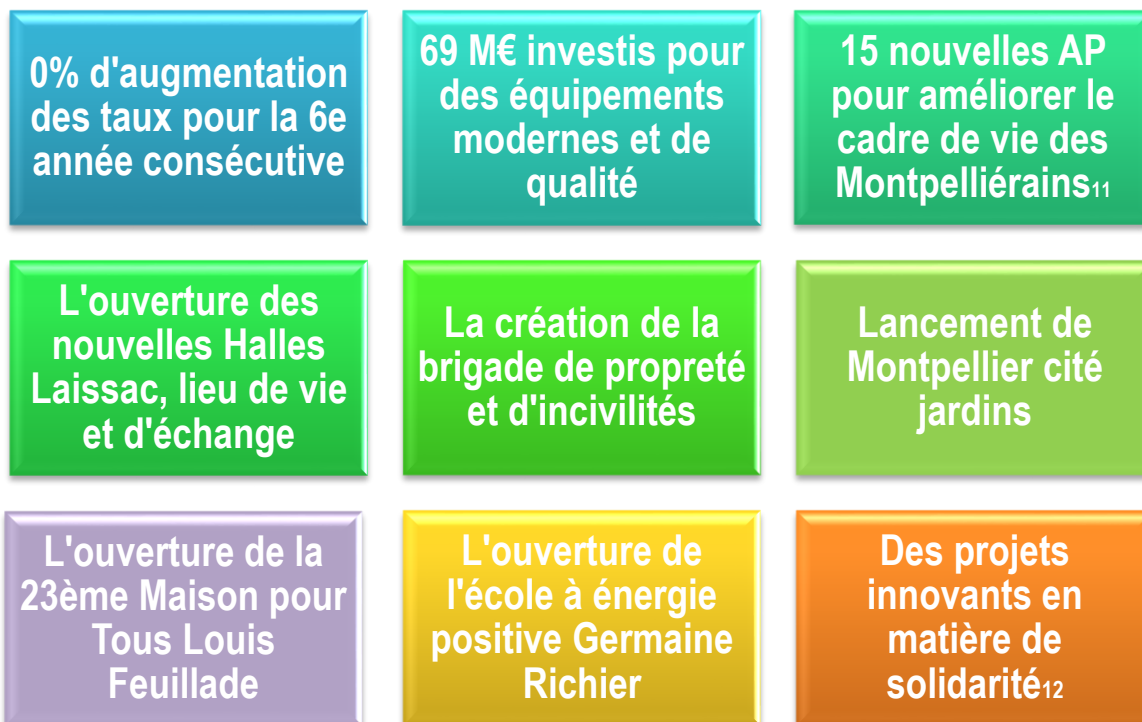 0% d'augmentation
des taux pour la 6e
année consécutive
69 M€ investis pour
des équipements
modernes et de
qualité
15 nouvelles AP
pour améliorer le
cadre de vie des
Montpelliérains11
L'ouverture des
nouvelles Halles
Laissac, lieu de vie
et d'échange
La création de la
brigade de propreté
et d'incivilités
Lancement de
Montpellier cité
jardins
L'ouverture de la
23ème Maison pour
Tous Louis
Feuillade
L'ouverture de
l'école à énergie
positive Germaine
Richier
Des projets
innovants en
matière de
solidarité12